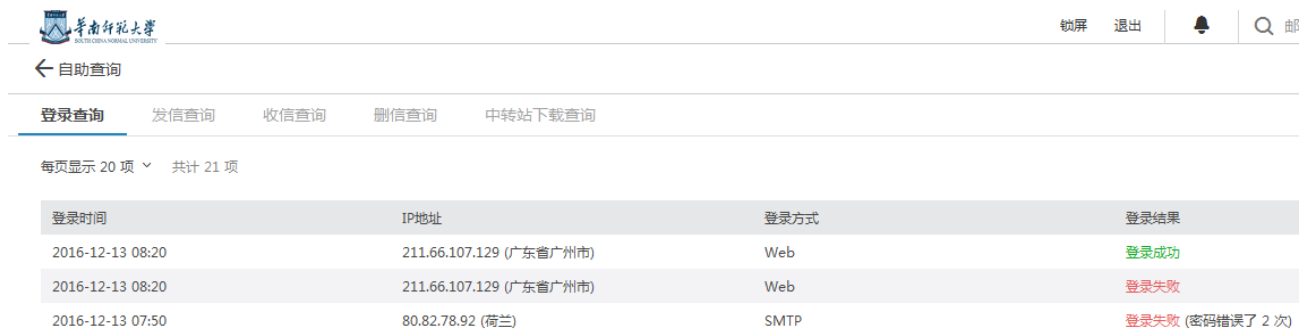 华南师范大学 锁屏 退出 邮
SOUTH CHINA NORMAL UNIVERSITY
自助查询
登录查询 发信查询 收信查询 删信查询 中转站下载查询
每页显示 20 项 共计 21 项
登录时间 IP地址 登录方式 登录结果
2016-12-13 08:20 211.66.107.129 (广东省广州市) Web 登录成功
2016-12-13 08:20 211.66.107.129 (广东省广州市) Web 登录失败
2016-12-13 07:50 80.82.78.92 (荷兰) SMTP 登录失败 (密码错误了 2 次)